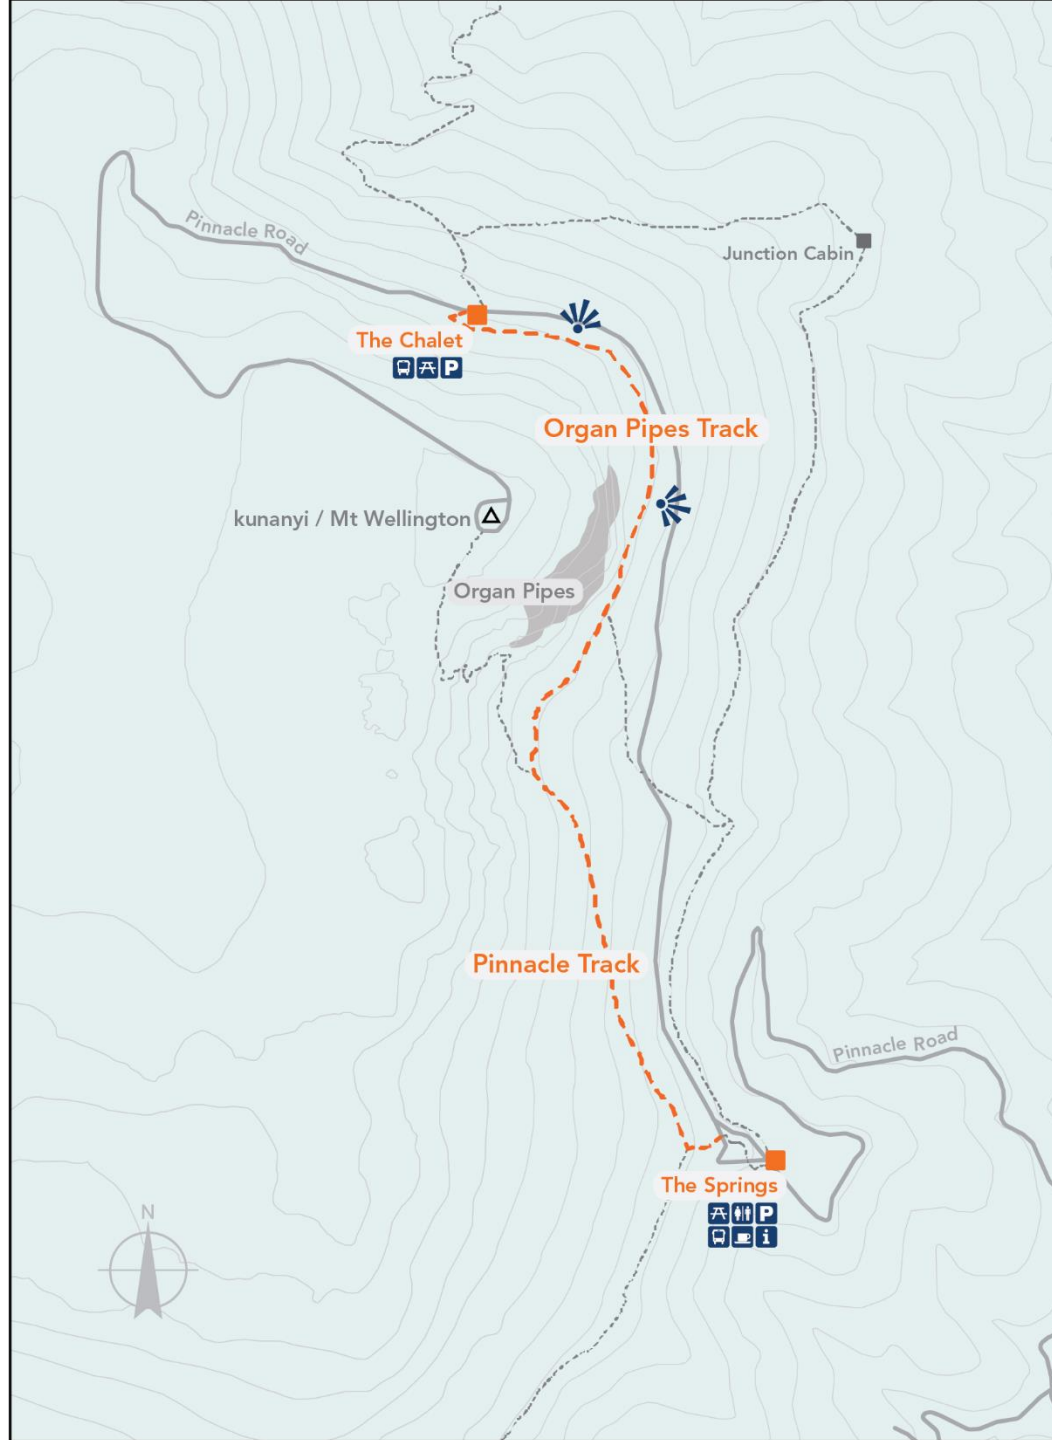 Pinnacle Road
Junction Cabin
The Chalet
P
Organ Pipes Track
kunanyi / Mt Wellington
Organ Pipes
Pinnacle Track
Pinnacle Road
The Springs
P
i
N